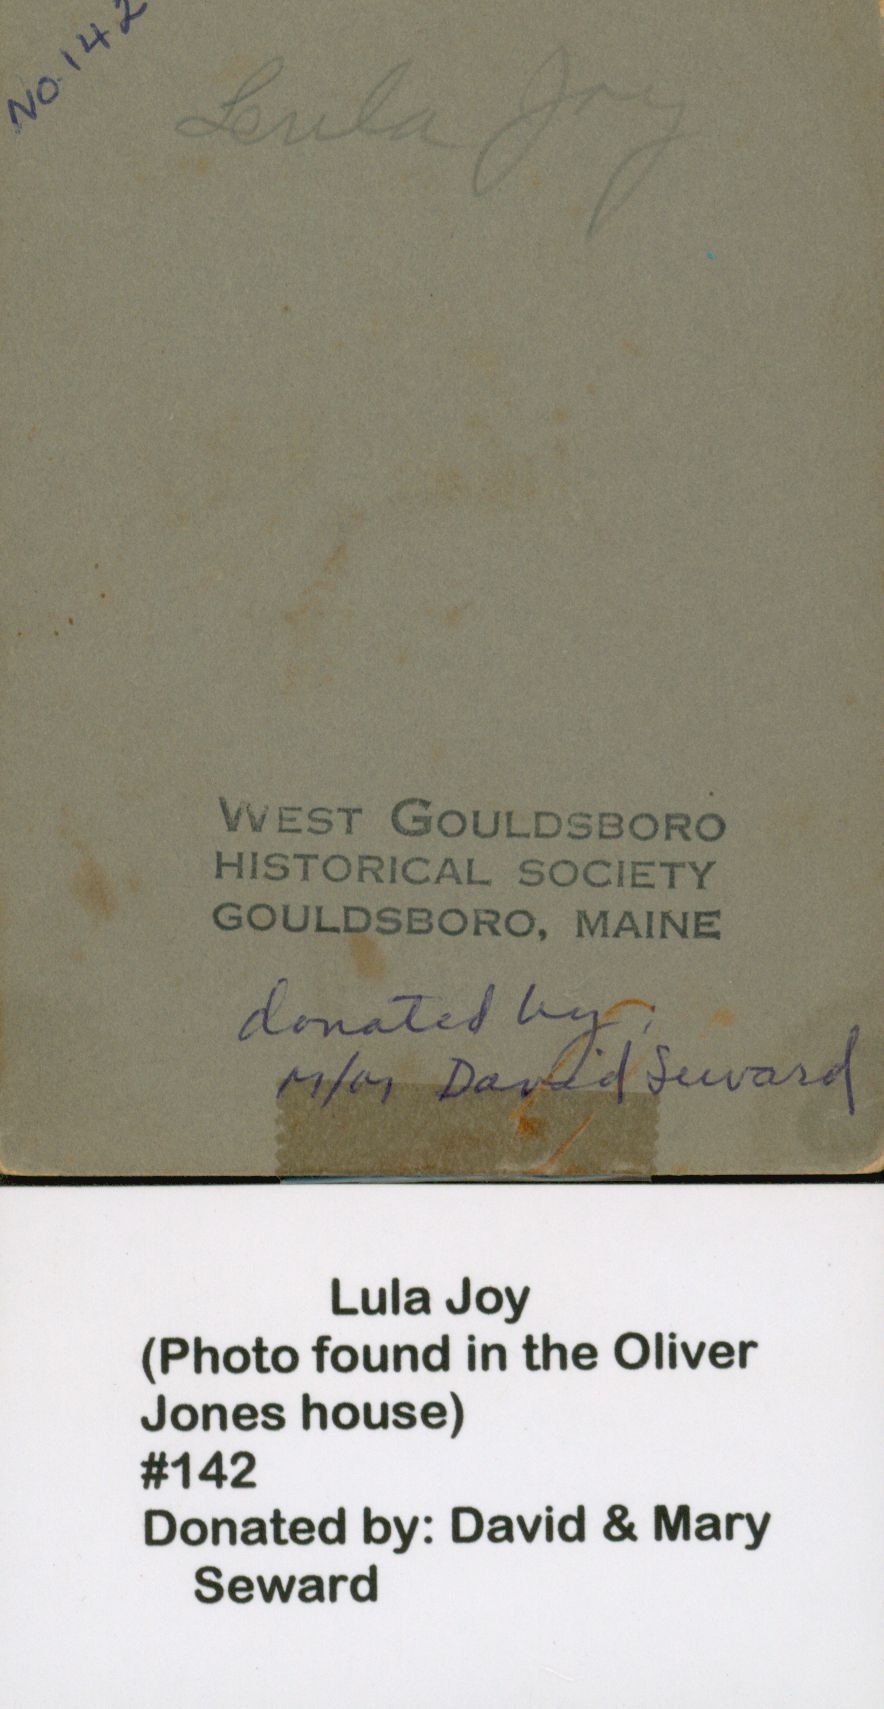 No. 142
Lula Joy
WEST GOULDSBORO
HISTORICAL SOCIETY
GOULDSBORO, MAINE
donated by:
M/M David Seward
Lula Joy
(Photo found in the Oliver
Jones house)
#142
Donated by: David & Mary
Seward